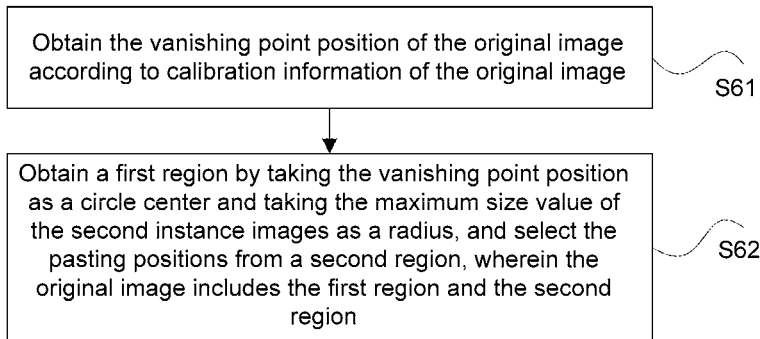 Obtain the vanishing point position of the original image
according to calibration information of the original image
S61
Obtain a first region by taking the vanishing point position
as a circle center and taking the maximum size value of
the second instance images as a radius, and select the
pasting positions from a second region, wherein the
original image includes the first region and the second
region
S62